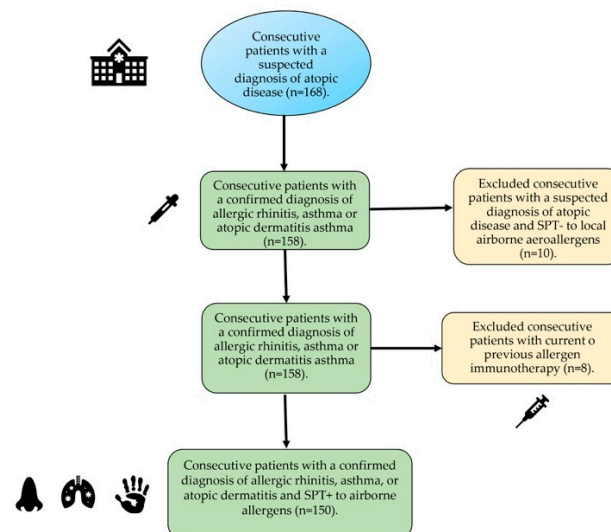 Consecutive
patients with a
suspected
diagnosis of atopic
disease (n=168).
Consecutive patients with
a confirmed diagnosis of
allergic rhinitis, asthma or
atopic dermatitis asthma
(n=158).
Excluded consecutive
patients with a suspected
diagnosis of atopic
disease and SPT- to local
airborne aeroallergens
(n=10).
Consecutive patients with
a confirmed diagnosis of
allergic rhinitis, asthma or
atopic dermatitis asthma
(n=158).
Excluded consecutive
patients with current o
previous allergen
immunotherapy (n=8).
Consecutive patients with a confirmed
diagnosis of allergic rhinitis, asthma, or
atopic dermatitis and SPT+ to airborne
allergens (n=150).